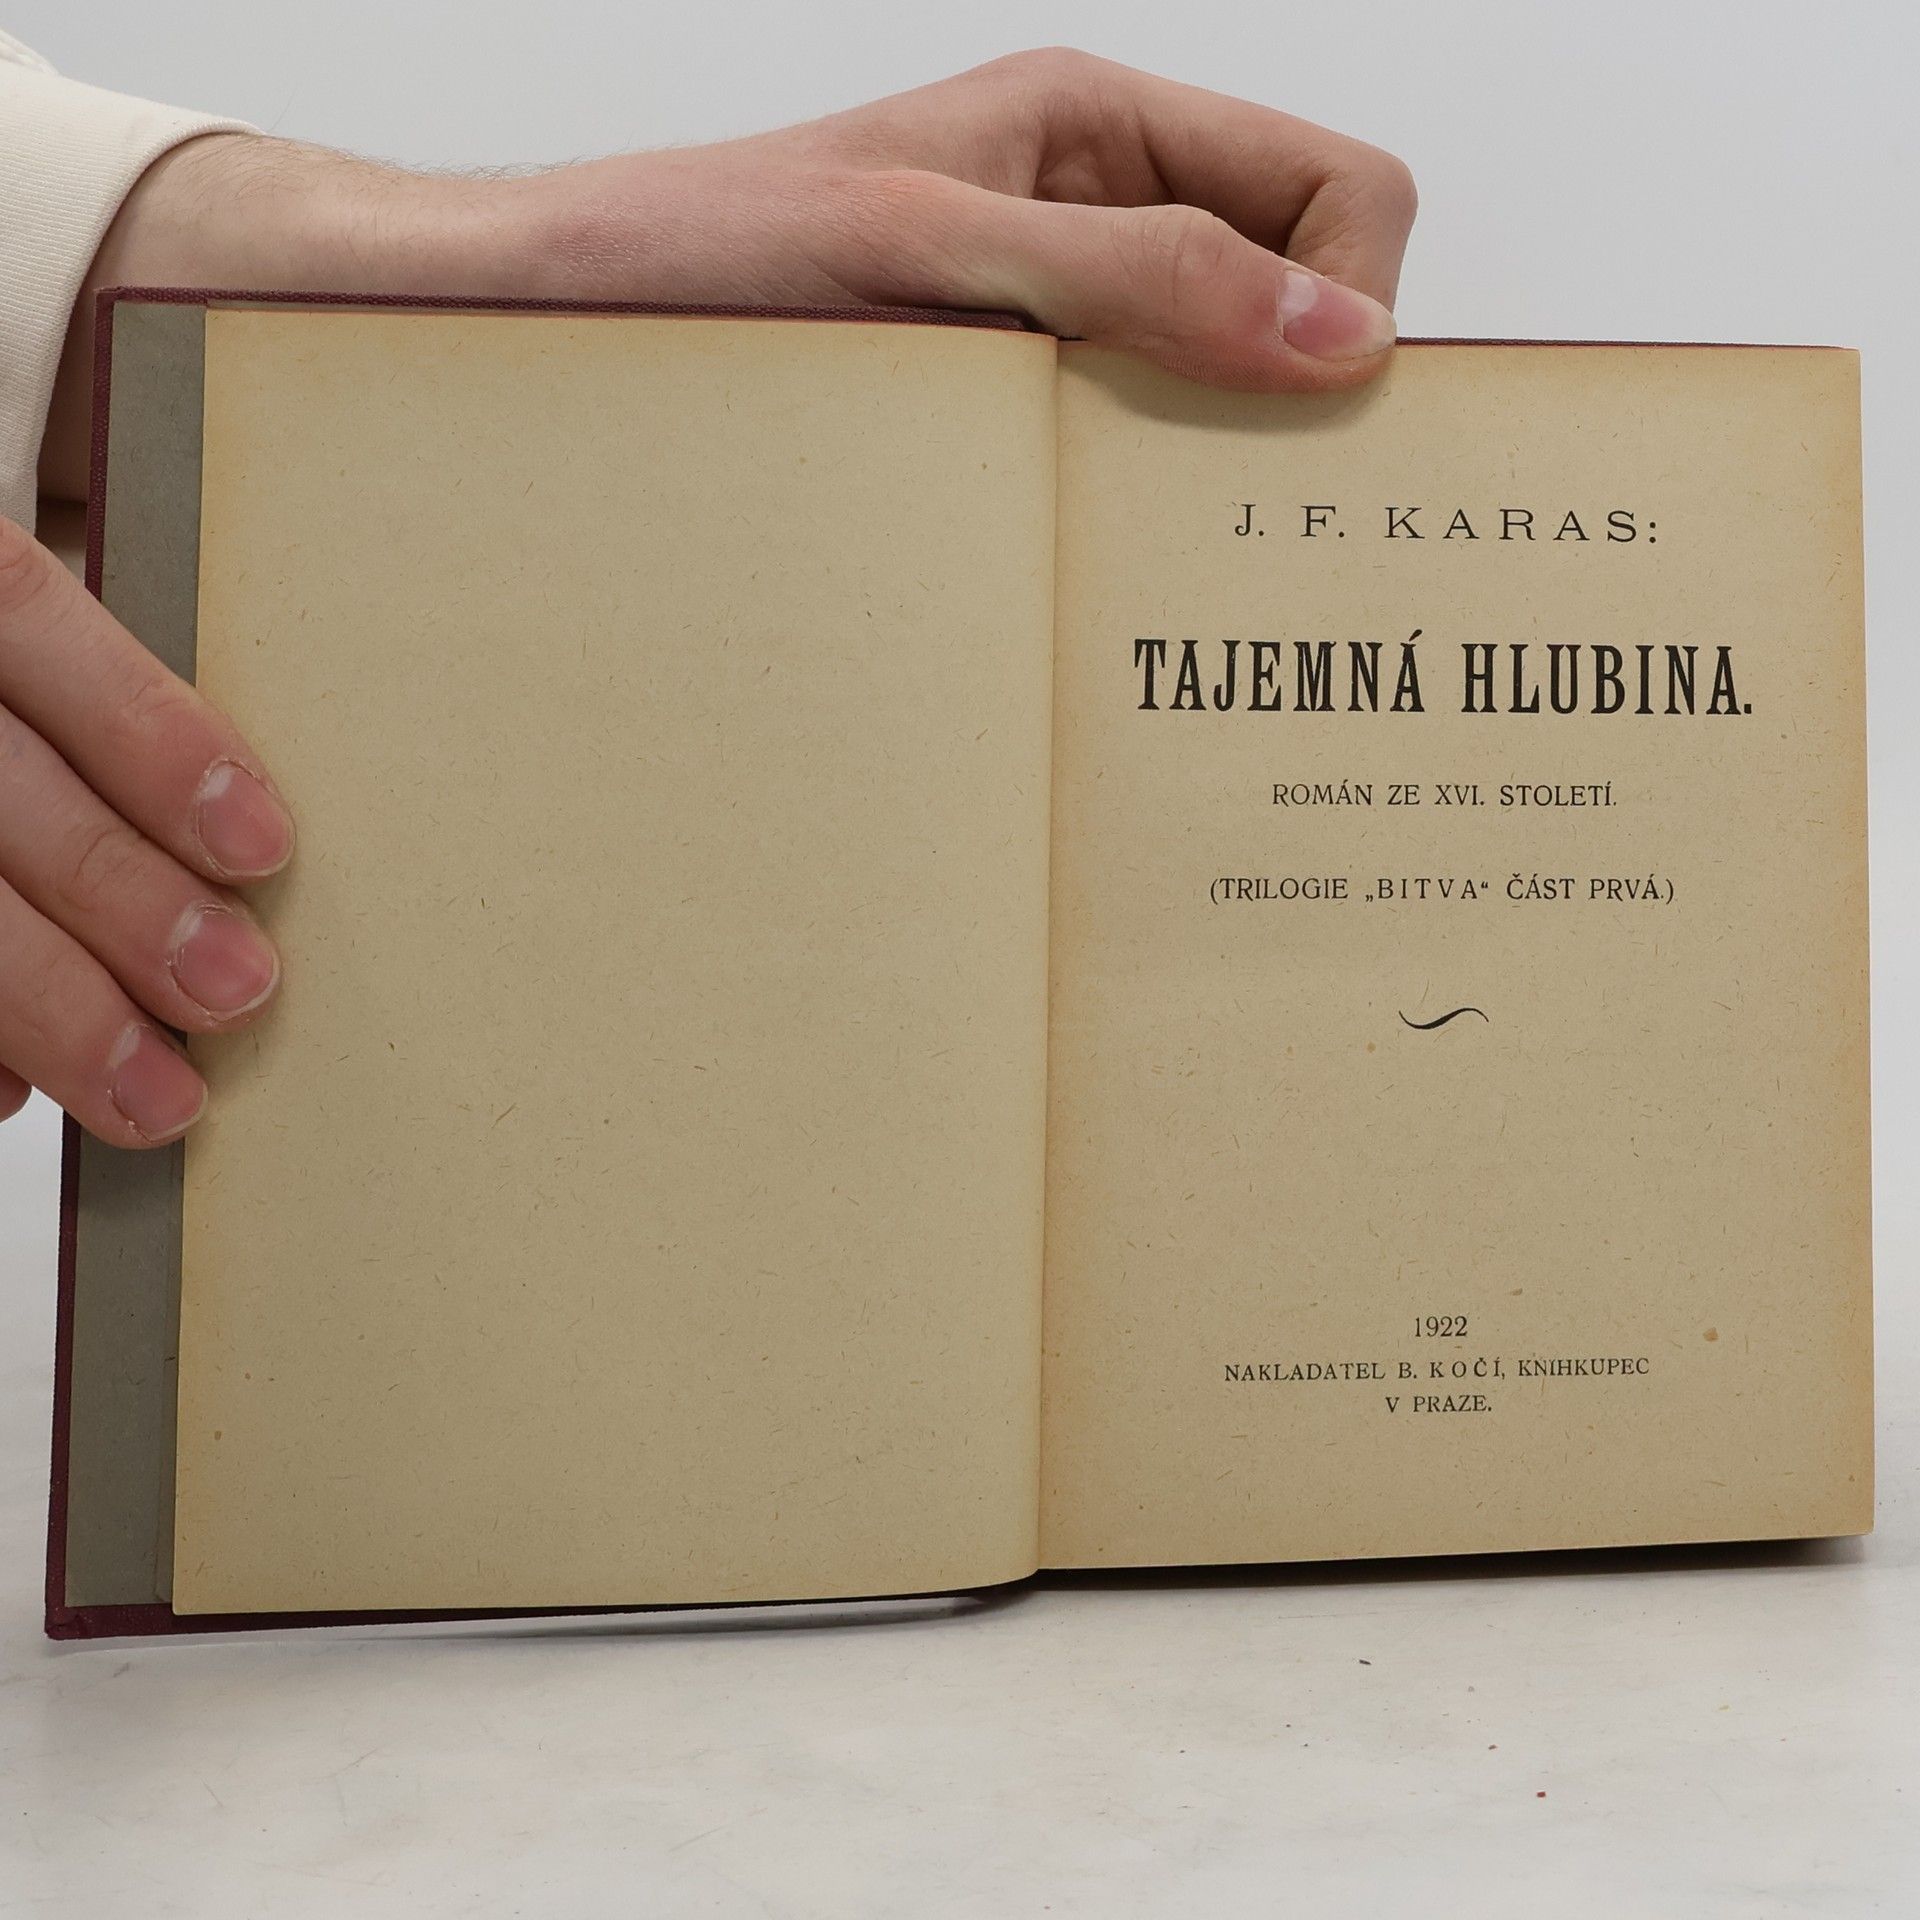 J. F. KARAS:
TAJEMNÁ HLUBINA.
ROMÁN ZE XVI. STOLETÍ.
(TRILOGIE „BITVA“ ČÁST PRVÁ.)
1922
NAKLADATEL B. KOČÍ, KNIHKUPEC
V PRAZE.